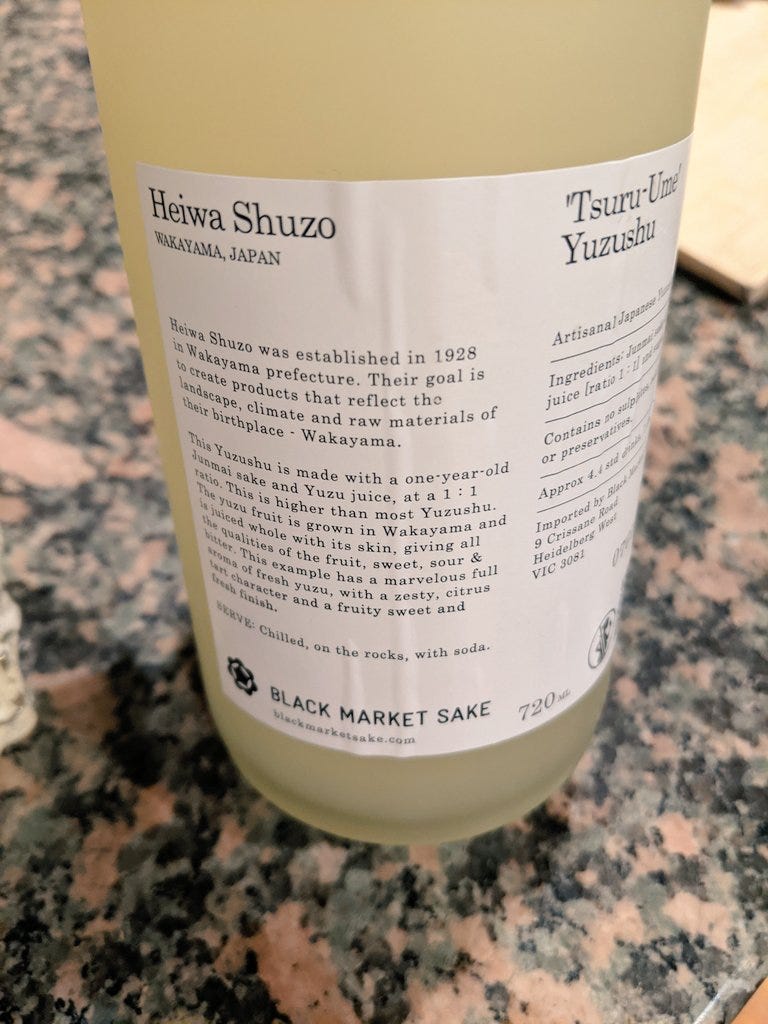 Heiwa Shuzo
WAKAYAMA, JAPAN
Heiwa Shuzo was established in 1928
in Wakayama prefecture. Their goal is
to create products that reflect the
landscape, climate and raw materials of
their birthplace - Wakayama.
This Yuzushu is made with a one-year-old
Junmai sake and Yuzu juice, at a 1 : 1
ratio. This is higher than most Yuzushu.
The yuzu fruit is grown in Wakayama and
is juiced whole with its skin, giving all
the qualities of the fruit, sweet, sour &
bitter. This example has a marvelous full
aroma of fresh yuzu, with a zesty, citrus
tart character and a fruity sweet and
fresh finish.
SERVE: Chilled, on the rocks, with soda.
BLACK MARKET SAKE
blackmarketsake.com
'Tsuru-Ume'
Yuzushu
Artisanal Japanese
Ingredients: Junmai
juice [ratio 1 : 1] and
Contains no
or preservatives.
Approx 4.4 std drinks
Imported by Black
9 Crissane Road
Heidelberg West
VIC 3081
720 ML